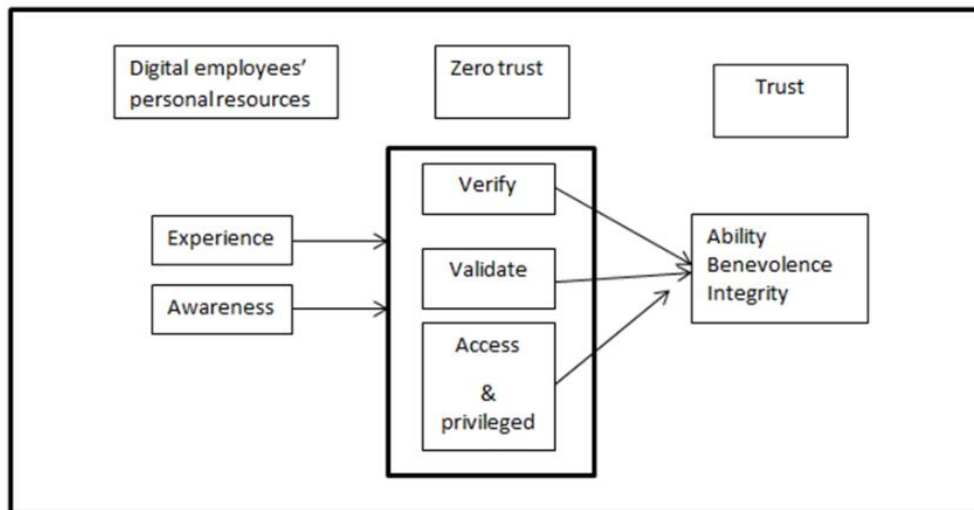 Digital employees’
personal resources
Zero trust
Trust
Experience
Awareness
Verify
Validate
Access
&
privileged
Ability
Benevolence
Integrity